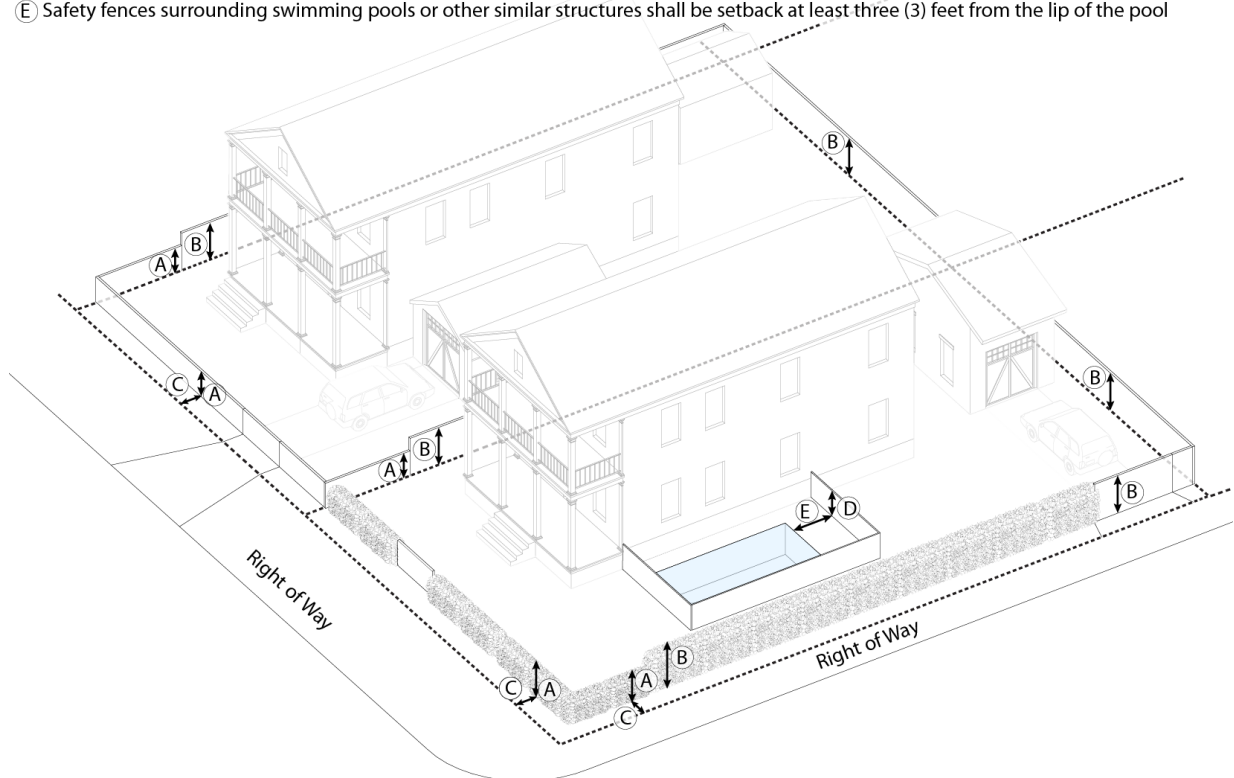 Ⓔ Safety fences surrounding swimming pools or other similar structures shall be setback at least three (3) feet from the lip of the pool
B
B
A
C
A
B
B
A
B
E
D
Right of Way
Right of Way
B
A
C
A
C